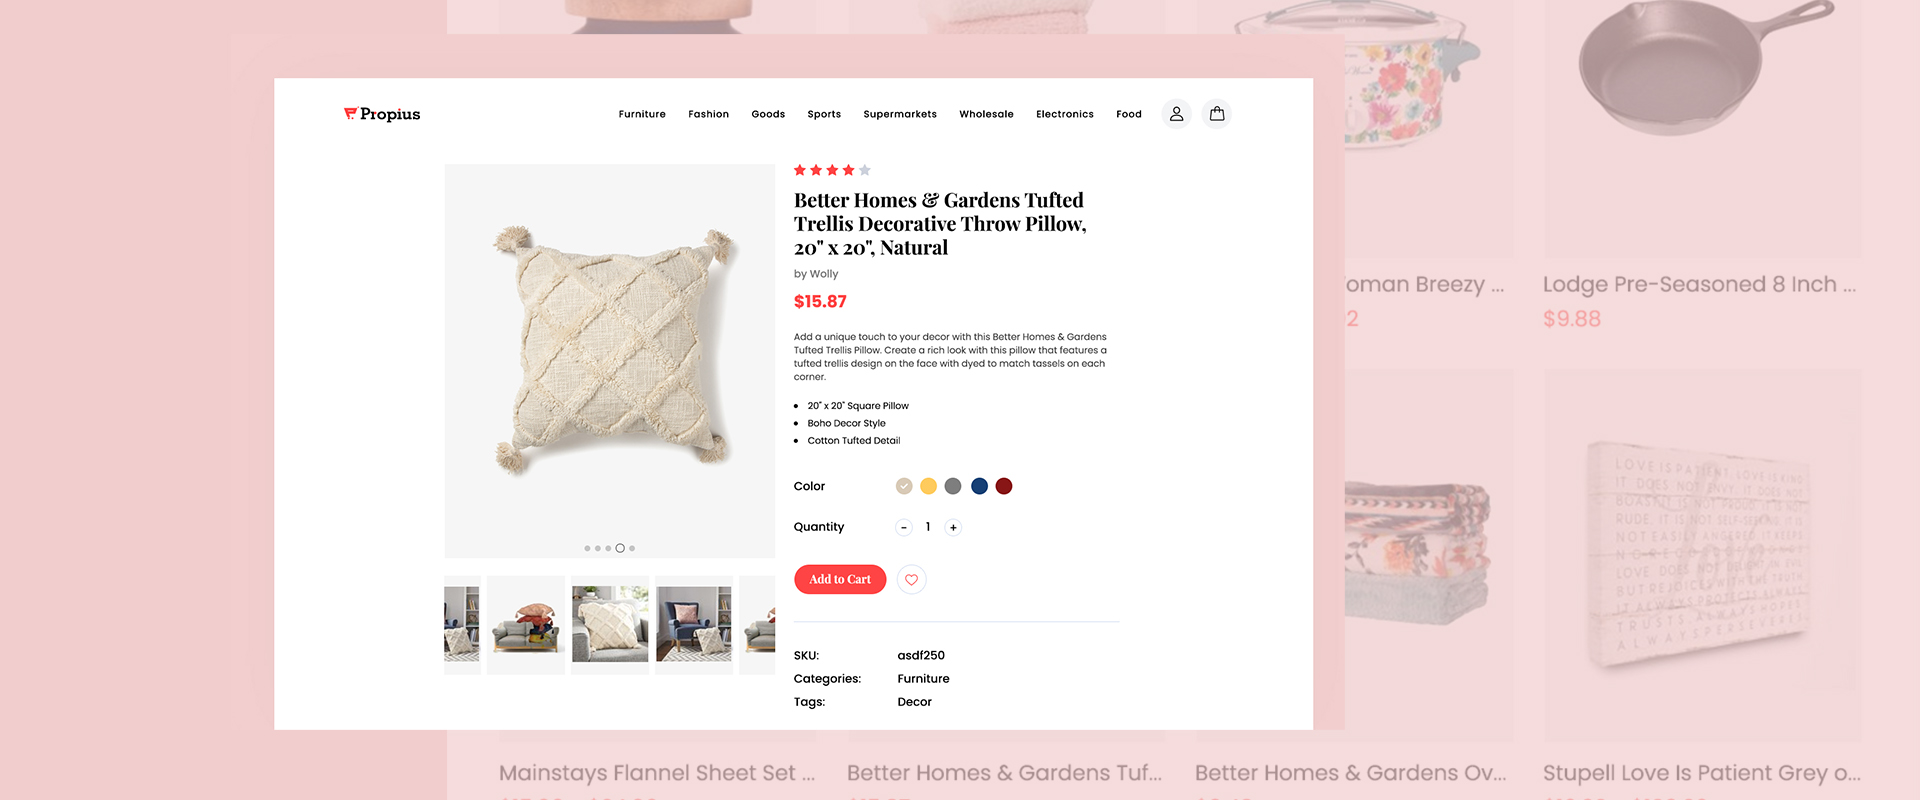 Propius
Furniture Fashion Goods Sports Supermarkets Wholesale Electronics Food
Better Homes & Gardens Tufted
Trellis Decorative Throw Pillow,
20" x 20", Natural
by Wolly
$15.87
Add a unique touch to your decor with this Better Homes & Gardens
Tufted Trellis Pillow. Create a rich look with this pillow that features a
tufted trellis design on the face with dyed to match tassels on each
corner.
20" x 20" Square Pillow
Boho Decor Style
Cotton Tufted Detail
Color
Quantity - 1 +
Add to Cart
SKU: asdf250
Categories: Furniture
Tags: Decor
oman Breezy ...
2
Lodge Pre-Seasoned 8 Inch ...
$9.88
LOVE IS PATIENT, LOVE IS KIND
IT DOES NOT ENVY, IT DOES NOT
BOAST, IT IS NOT PROUD, IT IS NOT
RUDE, IT IS NOT SELF-SEEKING, IT IS
NOT EASILY ANGERED, IT KEEPS
NO RECORD OF WRONGS
LOVE DOES NOT DELIGHT IN EVIL
BUT REJOICES WITH THE TRUTH
IT ALWAYS PROTECTS, ALWAYS
TRUSTS, ALWAYS HOPES,
ALWAYS PERSEVERES
Mainstays Flannel Sheet Set ...
Better Homes & Gardens Tuf...
Better Homes & Gardens Ov...
Stupell Love Is Patient Grey o...